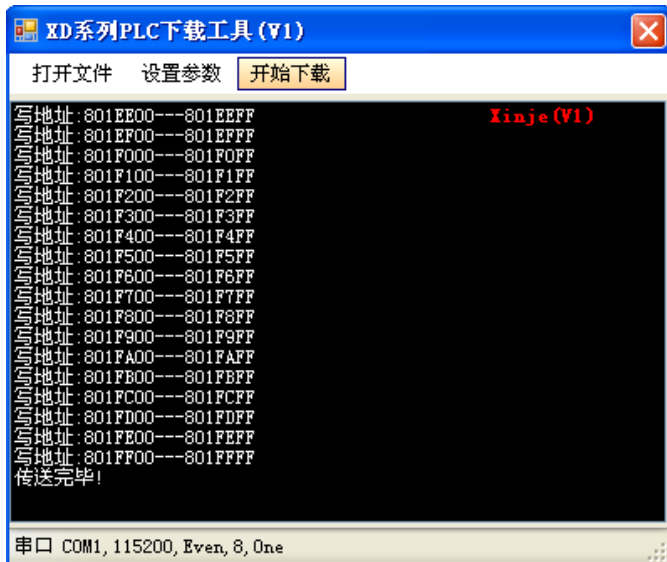 XD系列PLC下载工具(V1)
打开文件 设置参数 开始下载
写地址:801EE00---801EEFF Xinje(V1)
写地址:801EF00---801EFFF
写地址:801F000---801F0FF
写地址:801F100---801F1FF
写地址:801F200---801F2FF
写地址:801F300---801F3FF
写地址:801F400---801F4FF
写地址:801F500---801F5FF
写地址:801F600---801F6FF
写地址:801F700---801F7FF
写地址:801F800---801F8FF
写地址:801F900---801F9FF
写地址:801FA00---801FAFF
写地址:801FB00---801FBFF
写地址:801FC00---801FCFF
写地址:801FD00---801FDFF
写地址:801FE00---801FEFF
写地址:801FF00---801FFFF
传送完毕!
串口 COM1,115200,Even,8,One